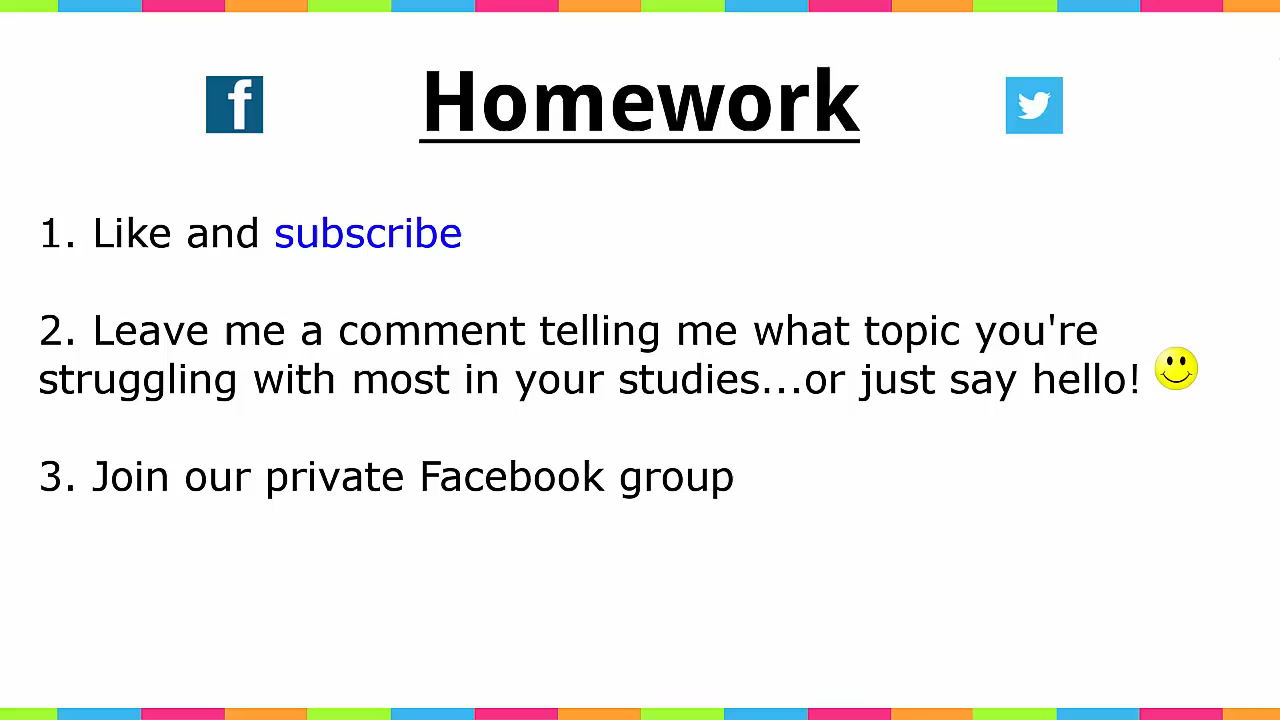 Homework
1. Like and subscribe
2. Leave me a comment telling me what topic you're
struggling with most in your studies...or just say hello!
3. Join our private Facebook group